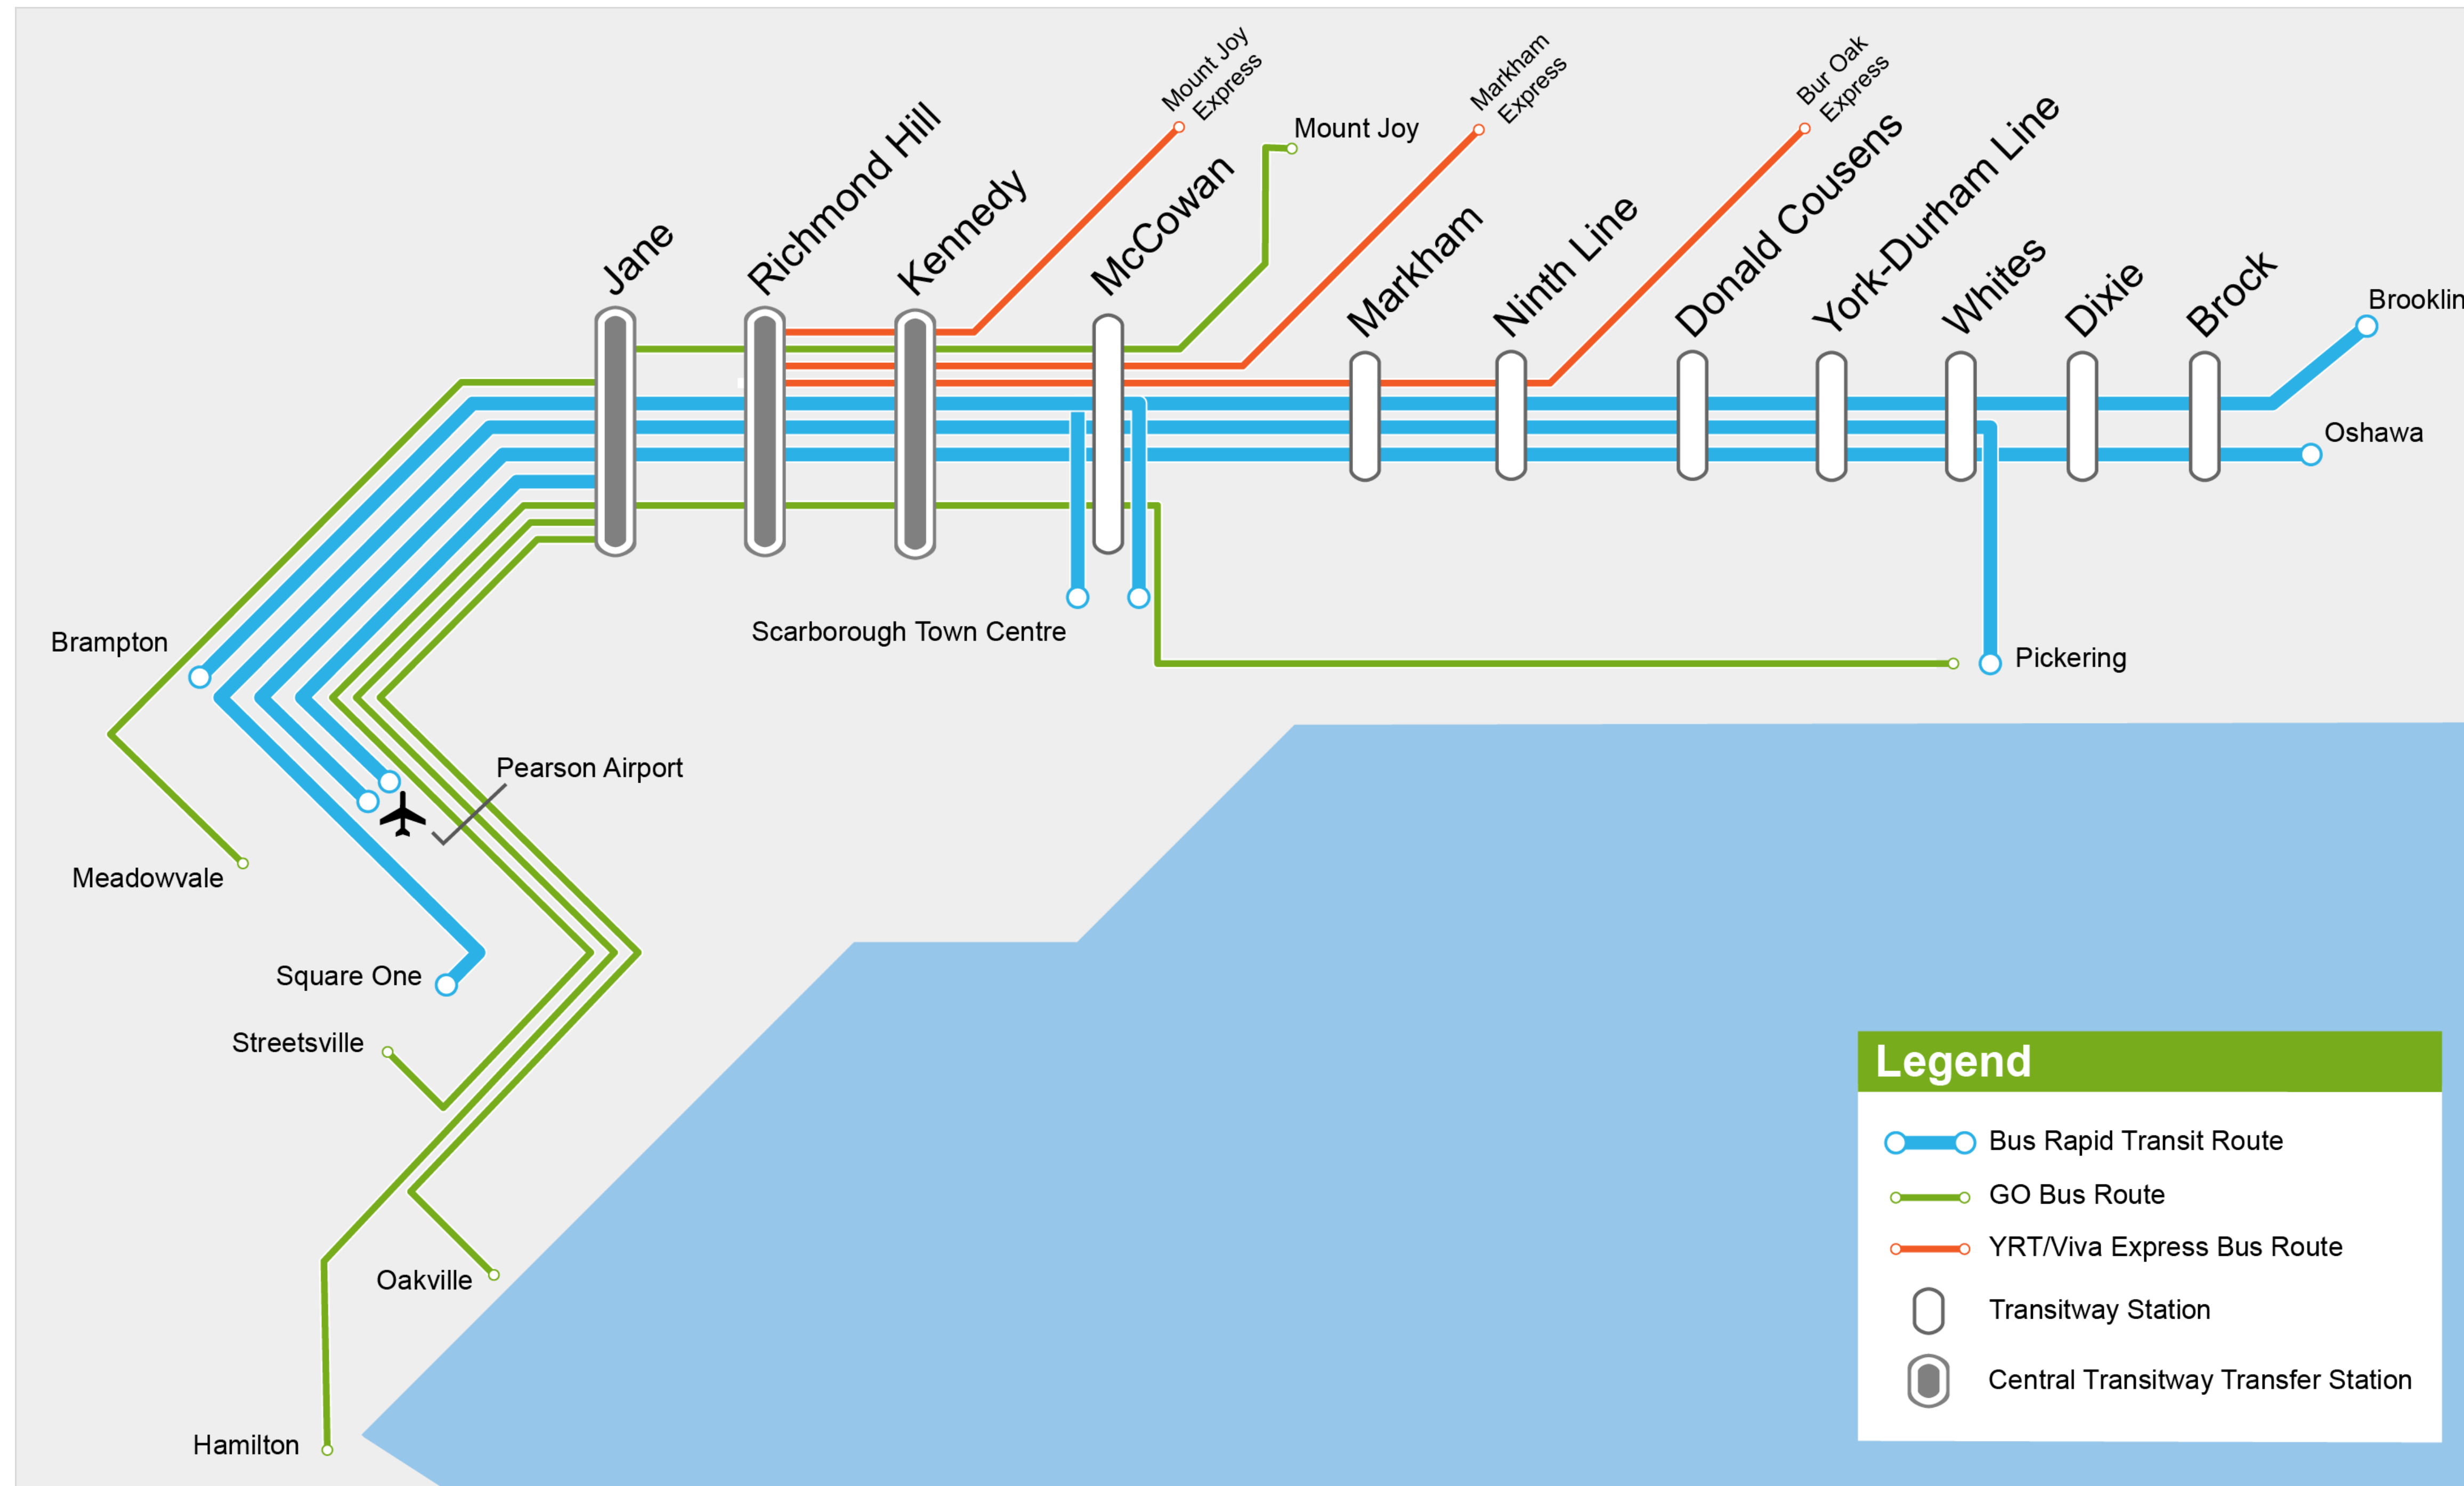 Mount Joy
Express
Markham
Express
Bur Oak
Express
Mount Joy
Jane
Richmond Hill
Kennedy
McCowan
Markham
Ninth Line
Donald Cousens
York-Durham Line
Whites
Dixie
Brock
Brooklin
Oshawa
Scarborough Town Centre
Pickering
Brampton
Pearson Airport
Meadowvale
Square One
Streetsville
Oakville
Hamilton
Legend
Bus Rapid Transit Route
GO Bus Route
YRT/Viva Express Bus Route
Transitway Station
Central Transitway Transfer Station